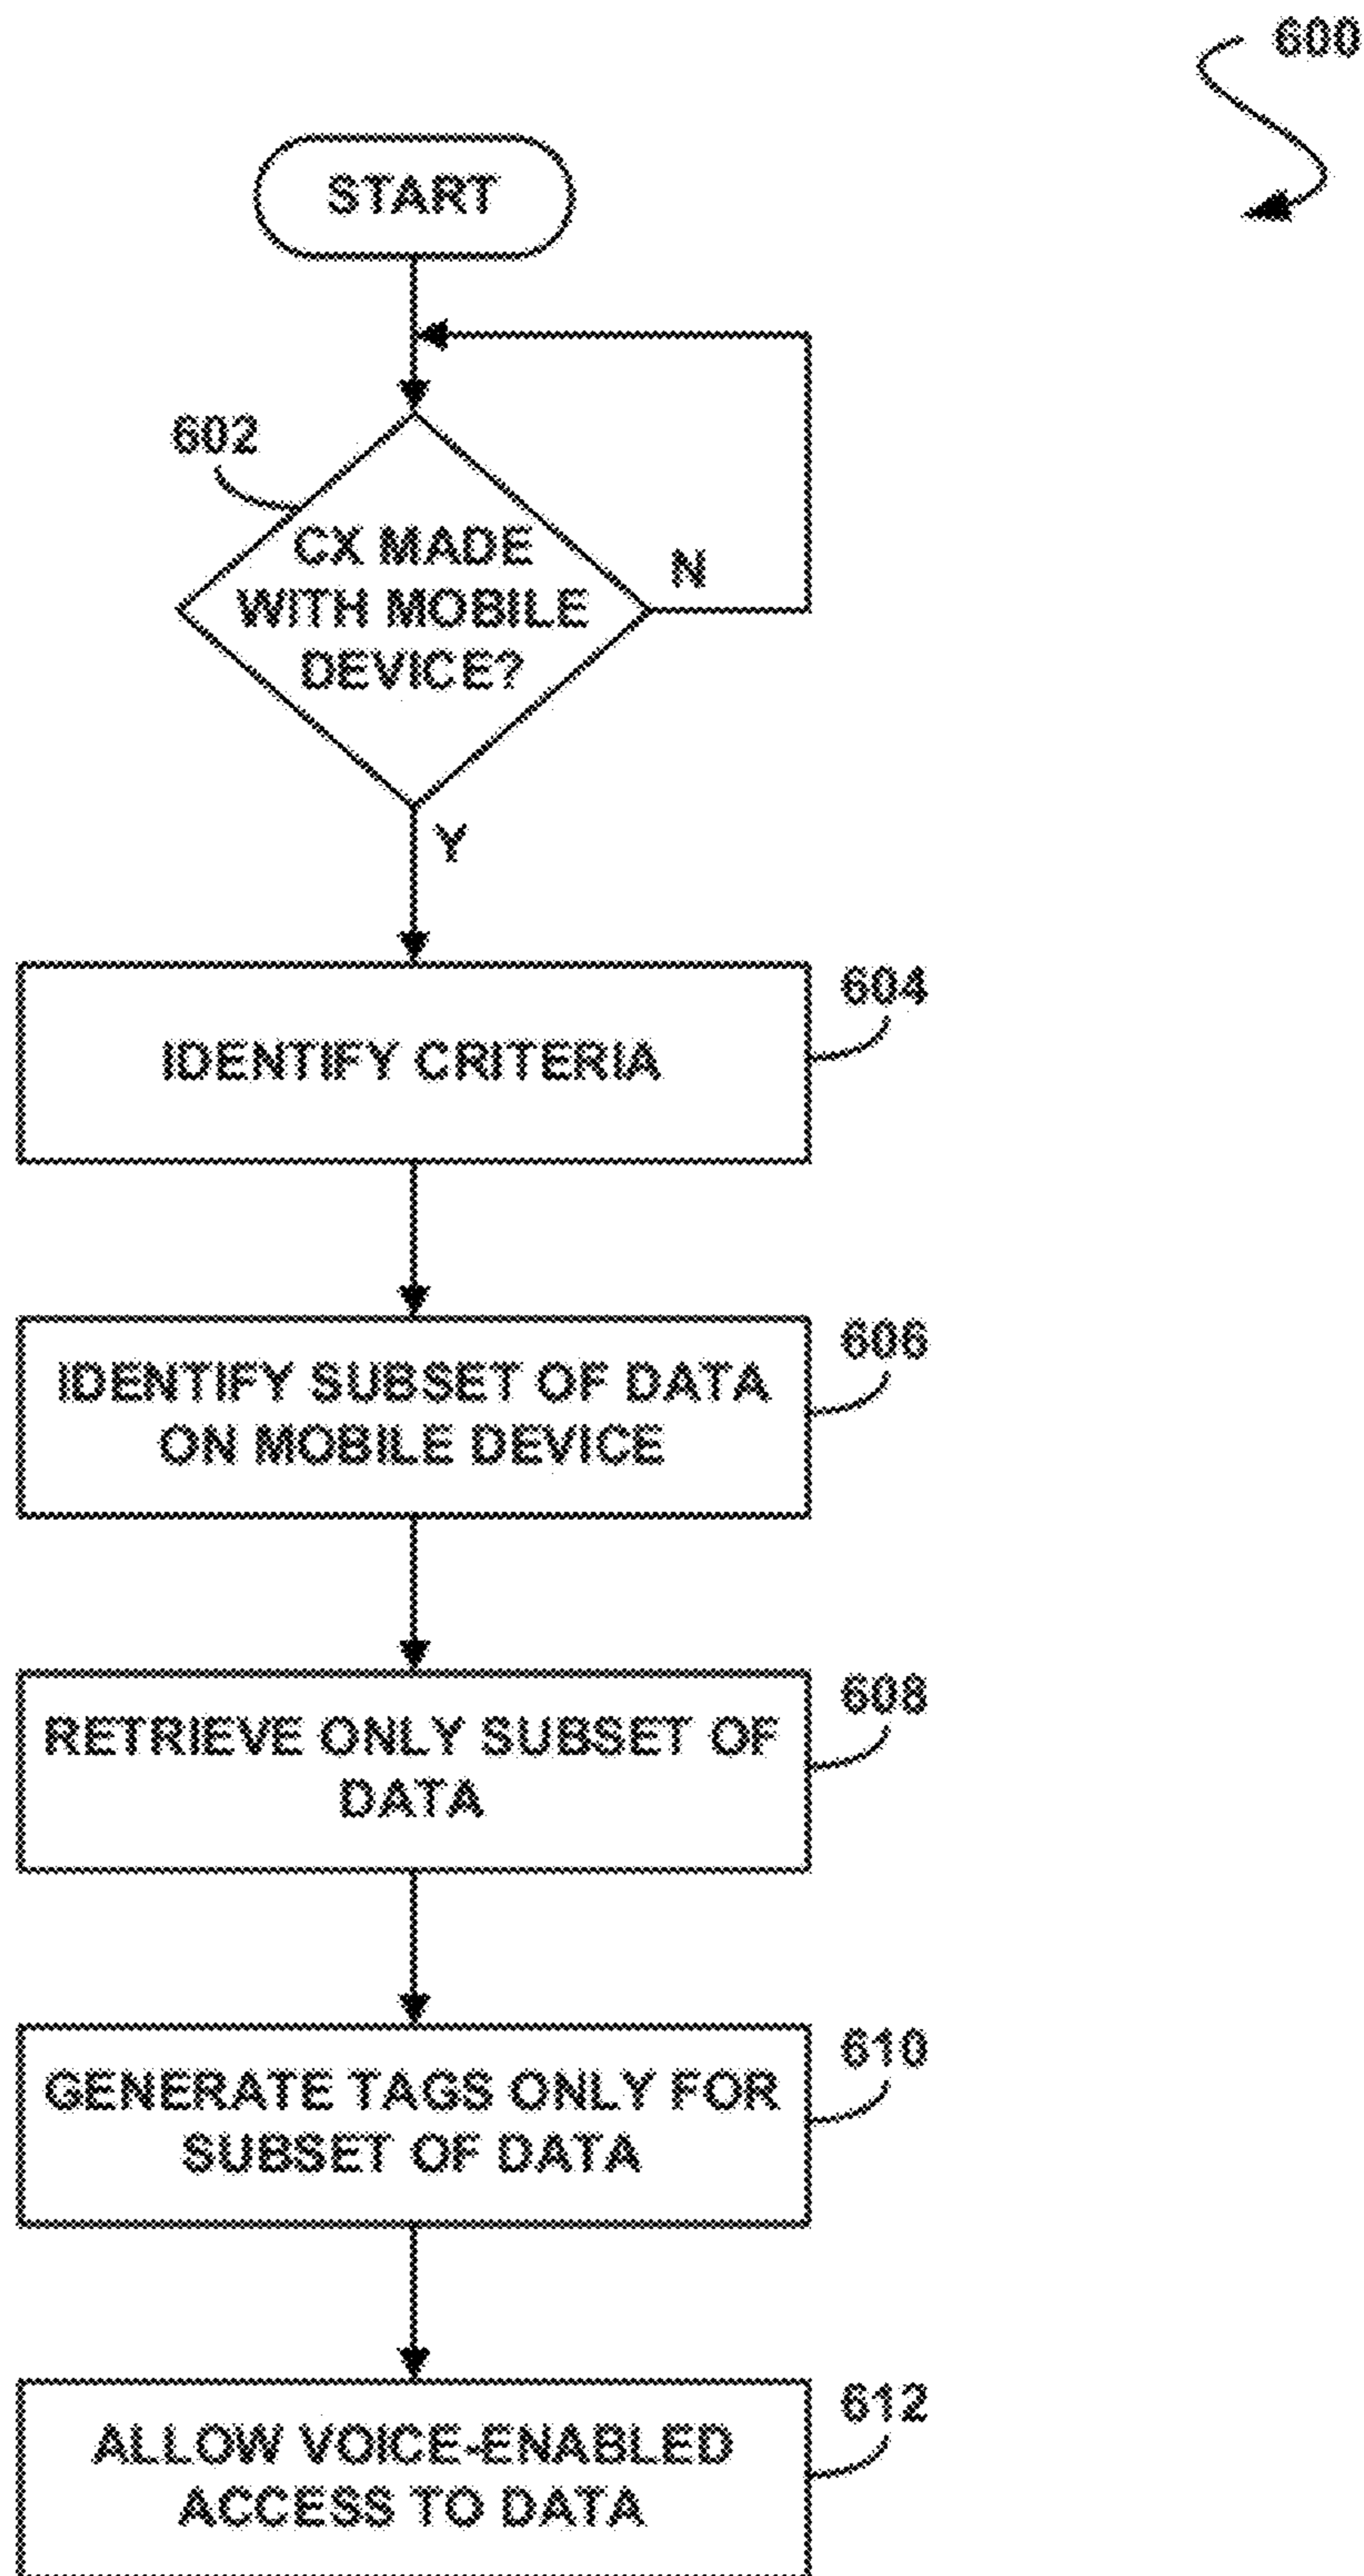 600
START
602
CX MADE
WITH MOBILE
DEVICE?
N
Y
604
IDENTIFY CRITERIA
606
IDENTIFY SUBSET OF DATA
ON MOBILE DEVICE
608
RETRIEVE ONLY SUBSET OF
DATA
610
GENERATE TAGS ONLY FOR
SUBSET OF DATA
612
ALLOW VOICE-ENABLED
ACCESS TO DATA